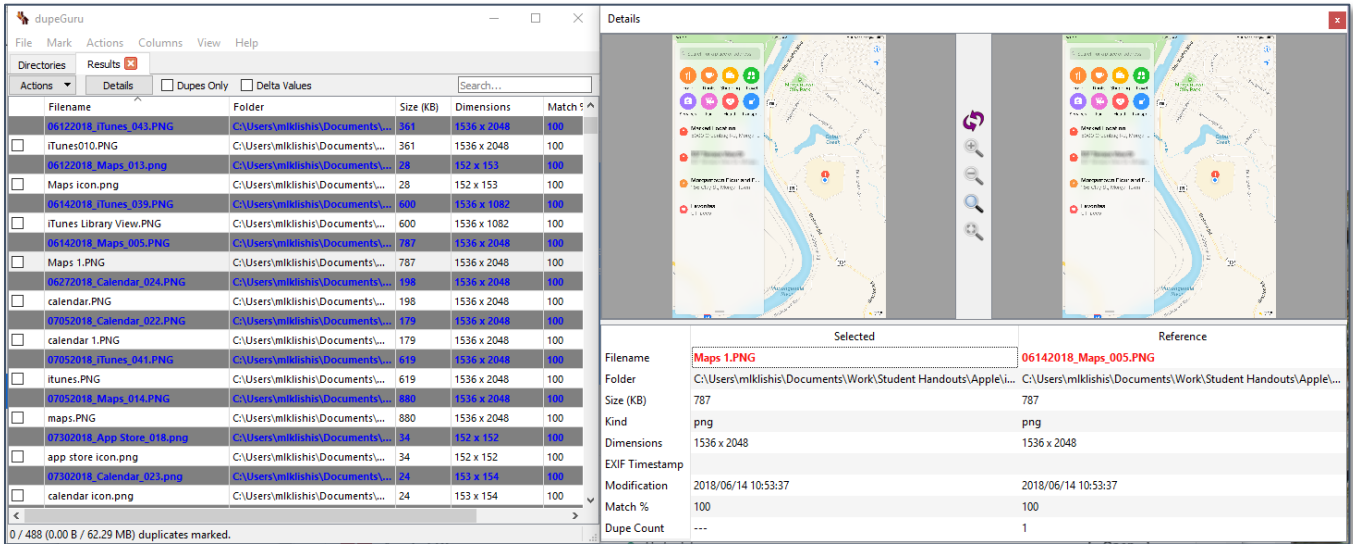 dupeGuru
File Mark Actions Columns View Help
Directories Results
Actions Details Dupes Only Delta Values Search...
Filename Folder Size (KB) Dimensions Match %
06122018_iTunes_043.PNG C:\Users\mlklishis\Documents\... 361 1536 x 2048 100
iTunes010.PNG C:\Users\mlklishis\Documents\... 361 1536 x 2048 100
06122018_Maps_013.png C:\Users\mlklishis\Documents\... 28 152 x 153 100
Maps icon.png C:\Users\mlklishis\Documents\... 28 152 x 153 100
06142018_iTunes_039.PNG C:\Users\mlklishis\Documents\... 600 1536 x 1082 100
iTunes Library View.PNG C:\Users\mlklishis\Documents\... 600 1536 x 1082 100
06142018_Maps_005.PNG C:\Users\mlklishis\Documents\... 787 1536 x 2048 100
Maps 1.PNG C:\Users\mlklishis\Documents\... 787 1536 x 2048 100
06272018_Calendar_024.PNG C:\Users\mlklishis\Documents\... 198 1536 x 2048 100
calendar.PNG C:\Users\mlklishis\Documents\... 198 1536 x 2048 100
07052018_Calendar_022.PNG C:\Users\mlklishis\Documents\... 179 1536 x 2048 100
calendar 1.PNG C:\Users\mlklishis\Documents\... 179 1536 x 2048 100
07052018_iTunes_041.PNG C:\Users\mlklishis\Documents\... 619 1536 x 2048 100
itunes.PNG C:\Users\mlklishis\Documents\... 619 1536 x 2048 100
07052018_Maps_014.PNG C:\Users\mlklishis\Documents\... 880 1536 x 2048 100
maps.PNG C:\Users\mlklishis\Documents\... 880 1536 x 2048 100
07302018_App Store_018.png C:\Users\mlklishis\Documents\... 34 152 x 152 100
app store icon.png C:\Users\mlklishis\Documents\... 34 152 x 152 100
07302018_Calendar_023.png C:\Users\mlklishis\Documents\... 24 153 x 154 100
calendar icon.png C:\Users\mlklishis\Documents\... 24 153 x 154 100
0 / 488 (0.00 B / 62.29 MB) duplicates marked.
Details
Marked Location
Marked Location
Favorites
Selected Reference
Filename Maps 1.PNG 06142018_Maps_005.PNG
Folder C:\Users\mlklishis\Documents\Work\Student Handouts\Apple\i... C:\Users\mlklishis\Documents\Work\Student Handouts\Apple\...
Size (KB) 787 787
Kind png png
Dimensions 1536 x 2048 1536 x 2048
EXIF Timestamp
Modification 2018/06/14 10:53:37 2018/06/14 10:53:37
Match % 100 100
Dupe Count --- 1